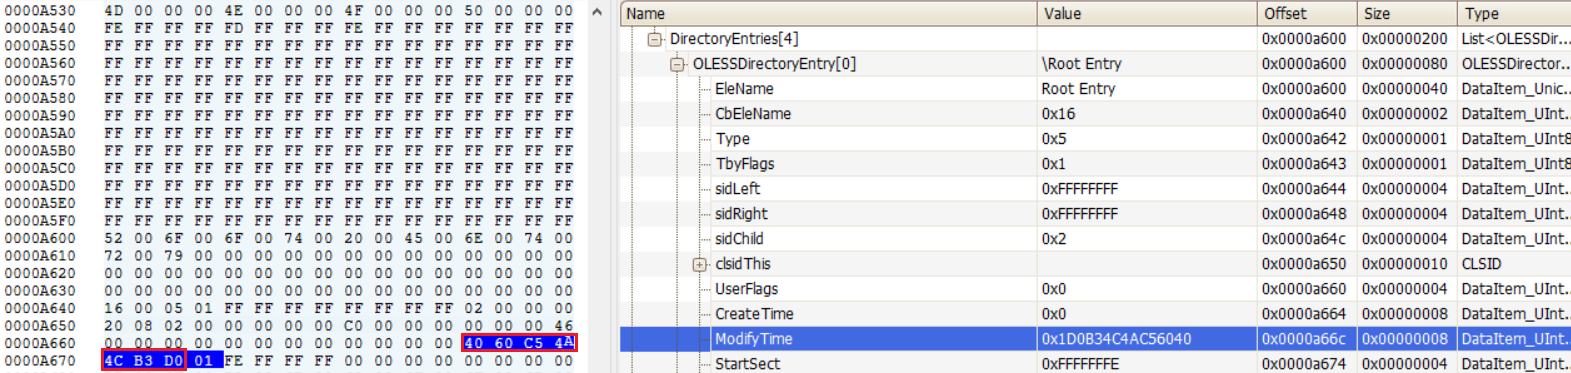 0000A530 4D 00 00 00 4E 00 00 00 4F 00 00 00 50 00 00 00
0000A540 FE FF FF FF FD FF FF FF FE FF FF FF FF FF FF FF
0000A550 FF FF FF FF FF FF FF FF FF FF FF FF FF FF FF FF
0000A560 FF FF FF FF FF FF FF FF FF FF FF FF FF FF FF FF
0000A570 FF FF FF FF FF FF FF FF FF FF FF FF FF FF FF FF
0000A580 FF FF FF FF FF FF FF FF FF FF FF FF FF FF FF FF
0000A590 FF FF FF FF FF FF FF FF FF FF FF FF FF FF FF FF
0000A5A0 FF FF FF FF FF FF FF FF FF FF FF FF FF FF FF FF
0000A5B0 FF FF FF FF FF FF FF FF FF FF FF FF FF FF FF FF
0000A5C0 FF FF FF FF FF FF FF FF FF FF FF FF FF FF FF FF
0000A5D0 FF FF FF FF FF FF FF FF FF FF FF FF FF FF FF FF
0000A5E0 FF FF FF FF FF FF FF FF FF FF FF FF FF FF FF FF
0000A5F0 FF FF FF FF FF FF FF FF FF FF FF FF FF FF FF FF
0000A600 52 00 6F 00 6F 00 74 00 20 00 45 00 6E 00 74 00
0000A610 72 00 79 00 00 00 00 00 00 00 00 00 00 00 00 00
0000A620 00 00 00 00 00 00 00 00 00 00 00 00 00 00 00 00
0000A630 00 00 00 00 00 00 00 00 00 00 00 00 00 00 00 00
0000A640 16 00 05 01 FF FF FF FF FF FF FF FF 02 00 00 00
0000A650 20 08 02 00 00 00 00 00 C0 00 00 00 00 00 00 46
0000A660 00 00 00 00 00 00 00 00 00 00 00 00 40 60 C5 4A
0000A670 4C B3 D0 01 FE FF FF FF 00 00 00 00 00 00 00 00
Name Value Offset Size Type
DirectoryEntries[4] 0x0000a600 0x00000200 List<OLESSDir...
OLESSDirectoryEntry[0] \Root Entry 0x0000a600 0x00000080 OLESSDirector...
EleName Root Entry 0x0000a600 0x00000040 DataItem_Unic...
CbEleName 0x16 0x0000a640 0x00000002 DataItem_UInt...
Type 0x5 0x0000a642 0x00000001 DataItem_UInt8
TbyFlags 0x1 0x0000a643 0x00000001 DataItem_UInt8
sidLeft 0xFFFFFFFF 0x0000a644 0x00000004 DataItem_UInt...
sidRight 0xFFFFFFFF 0x0000a648 0x00000004 DataItem_UInt...
sidChild 0x2 0x0000a64c 0x00000004 DataItem_UInt...
clsidThis 0x0000a650 0x00000010 CLSID
UserFlags 0x0 0x0000a660 0x00000004 DataItem_UInt...
CreateTime 0x0 0x0000a664 0x00000008 DataItem_UInt...
ModifyTime 0x1D0B34C4AC56040 0x0000a66c 0x00000008 DataItem_UInt...
StartSect 0xFFFFFFFE 0x0000a674 0x00000004 DataItem_UInt...